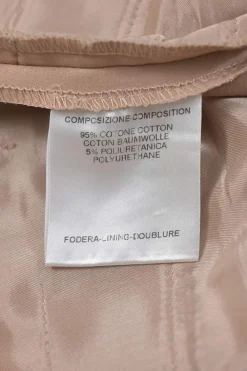 COMPOSIZIONE-COMPOSITION
95% COTONE COTTON
COTON BAUMWOLLE
5% POLIURETANICA
POLYURETHANE
FODERA-LINING-DOUBLURE